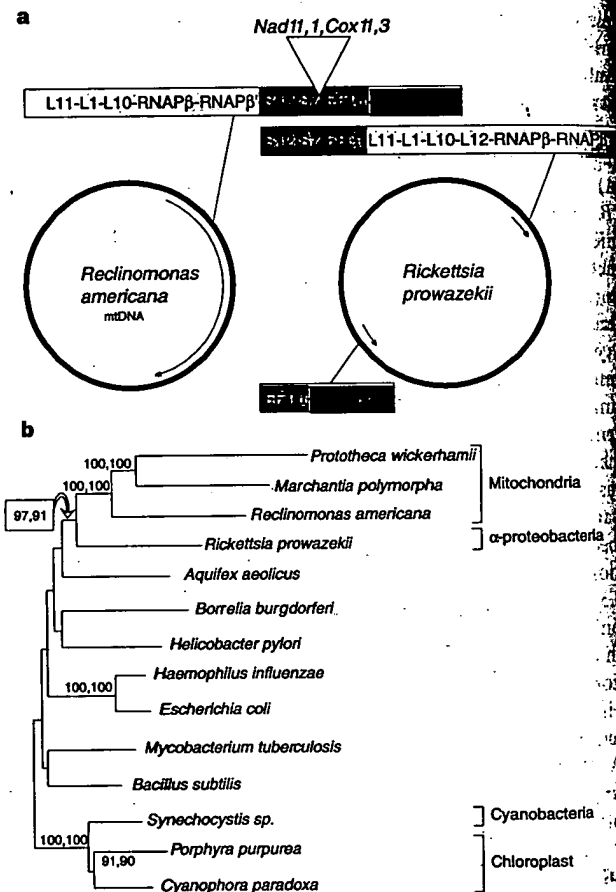 a
Nad11,1,Cox11,3
L11-L1-L10-RNAPβ-RNAPβ'
L11-L1-L10-L12-RNAPβ-RNAPβ
Reclinomonas
americana
mtDNA
Rickettsia
prowazekii
b
100,100
Prototheca wickerhamii
100,100
Marchantia polymorpha
Mitochondria
97,91
Reclinomonas americana
Rickettsia prowazekii
α-proteobacteria
Aquifex aeolicus
Borrelia burgdorferi
Helicobacter pylori
Haemophilus influenzae
100,100
Escherichia coli
Mycobacterium tuberculosis
Bacillus subtilis
Synechocystis sp.
Cyanobacteria
100,100
Porphyra purpurea
91,90
Chloroplast
Cyanophora paradoxa